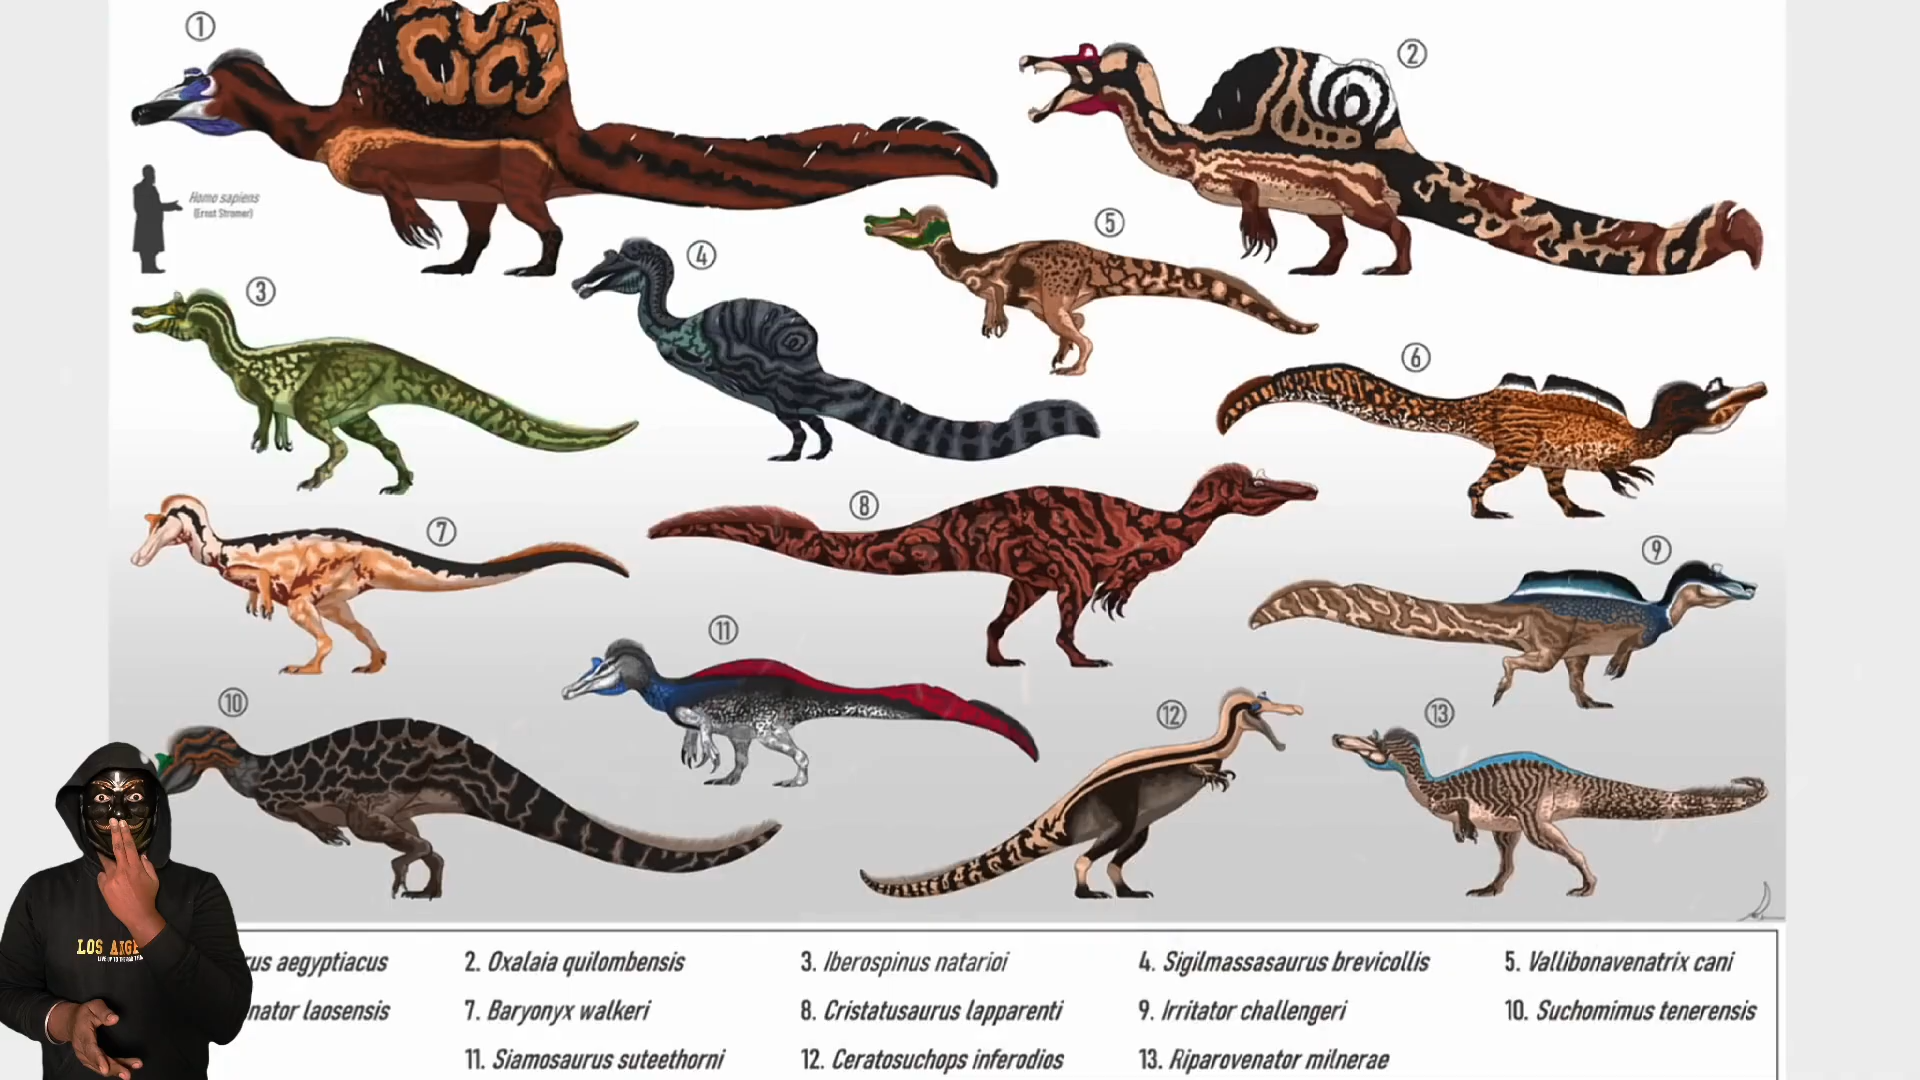 1
2
Homo sapiens
(Ernst Stromer)
5
4
3
6
7
8
9
11
10
12
13
LOS ANGE
rus aegyptiacus
2. Oxalaia quilombensis
3. Iberospinus natarioi
4. Sigilmassasaurus brevicollis
5. Vallibonavenatrix cani
nator laosensis
7. Baryonyx walkeri
8. Cristatusaurus lapparenti
9. Irritator challengeri
10. Suchomimus tenerensis
11. Siamosaurus suteethorni
12. Ceratosuchops inferodios
13. Riparovenator milnerae